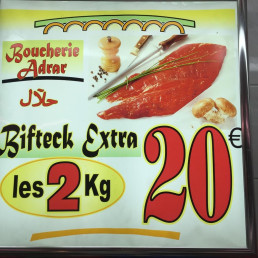 Boucherie
Adrar
حلال
Bifteck Extra
les 2 Kg
20€